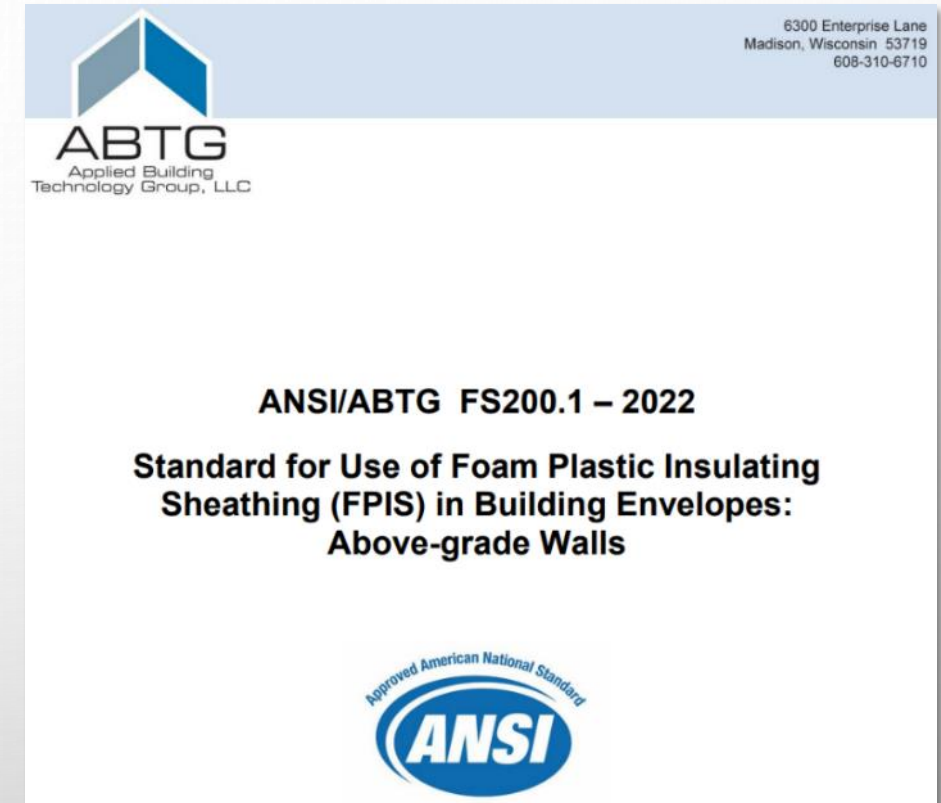 6300 Enterprise Lane
Madison, Wisconsin 53719
608-310-6710
ABTG
Applied Building
Technology Group, LLC
ANSI/ABTG FS200.1 – 2022
Standard for Use of Foam Plastic Insulating
Sheathing (FPIS) in Building Envelopes:
Above-grade Walls
Approved American National Standard
ANSI